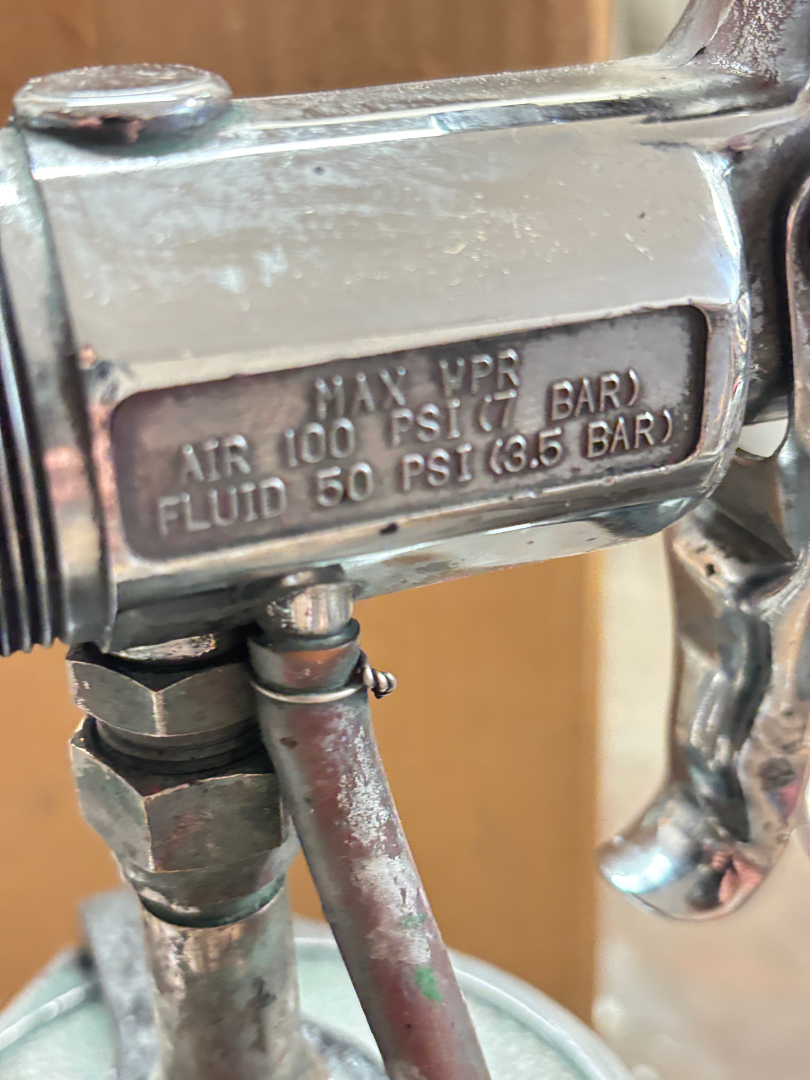 MAX WPR
AIR 100 PSI (7 BAR)
FLUID 50 PSI (3.5 BAR)